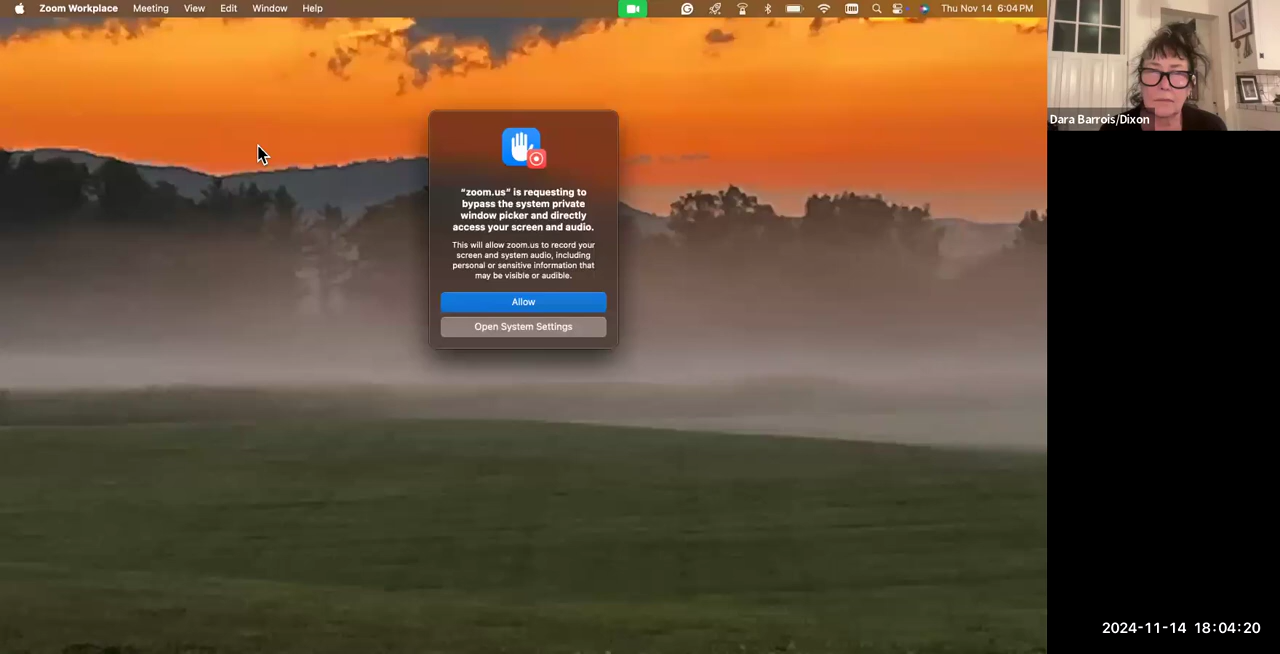 Zoom Workplace Meeting View Edit Window Help Thu Nov 14 6:04 PM
Dara Barrois/Dixon
“zoom.us” is requesting to
bypass the system private
window picker and directly
access your screen and audio.
This will allow zoom.us to record your
screen and system audio, including
personal or sensitive information that
may be visible or audible.
Allow
Open System Settings
2024-11-14 18:04:20